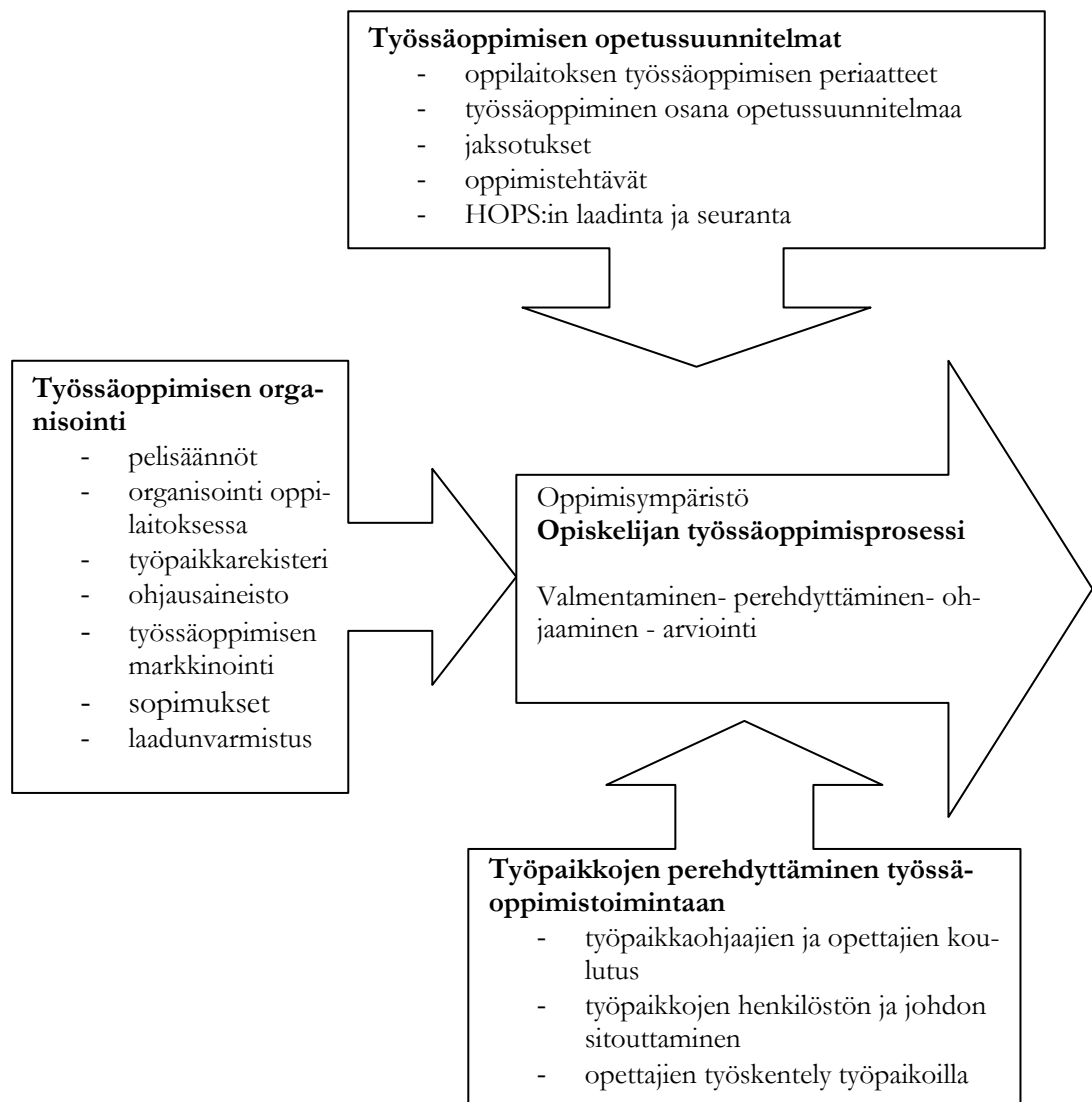 Työssäoppimisen opetussuunnitelmat
- oppilaitoksen työssäoppimisen periaatteet
- työssäoppiminen osana opetussuunnitelmaa
- jaksotukset
- oppimistehtävät
- HOPS:in laadinta ja seuranta
Työssäoppimisen orga-
nisointi
- pelisäännöt
- organisointi oppi-
laitoksessa
- työpaikkarekisteri
- ohjausaineisto
- työssäoppimisen
markkinointi
- sopimukset
- laadunvarmistus
Oppimisympäristö
Opiskelijan työssäoppimisprosessi
Valmentaminen- perehdyttäminen- oh-
jaaminen - arviointi
Työpaikkojen perehdyttäminen työssä-
oppimistoimintaan
- työpaikkaohjaajien ja opettajien kou-
lutus
- työpaikkojen henkilöstön ja johdon
sitouttaminen
- opettajien työskentely työpaikoilla